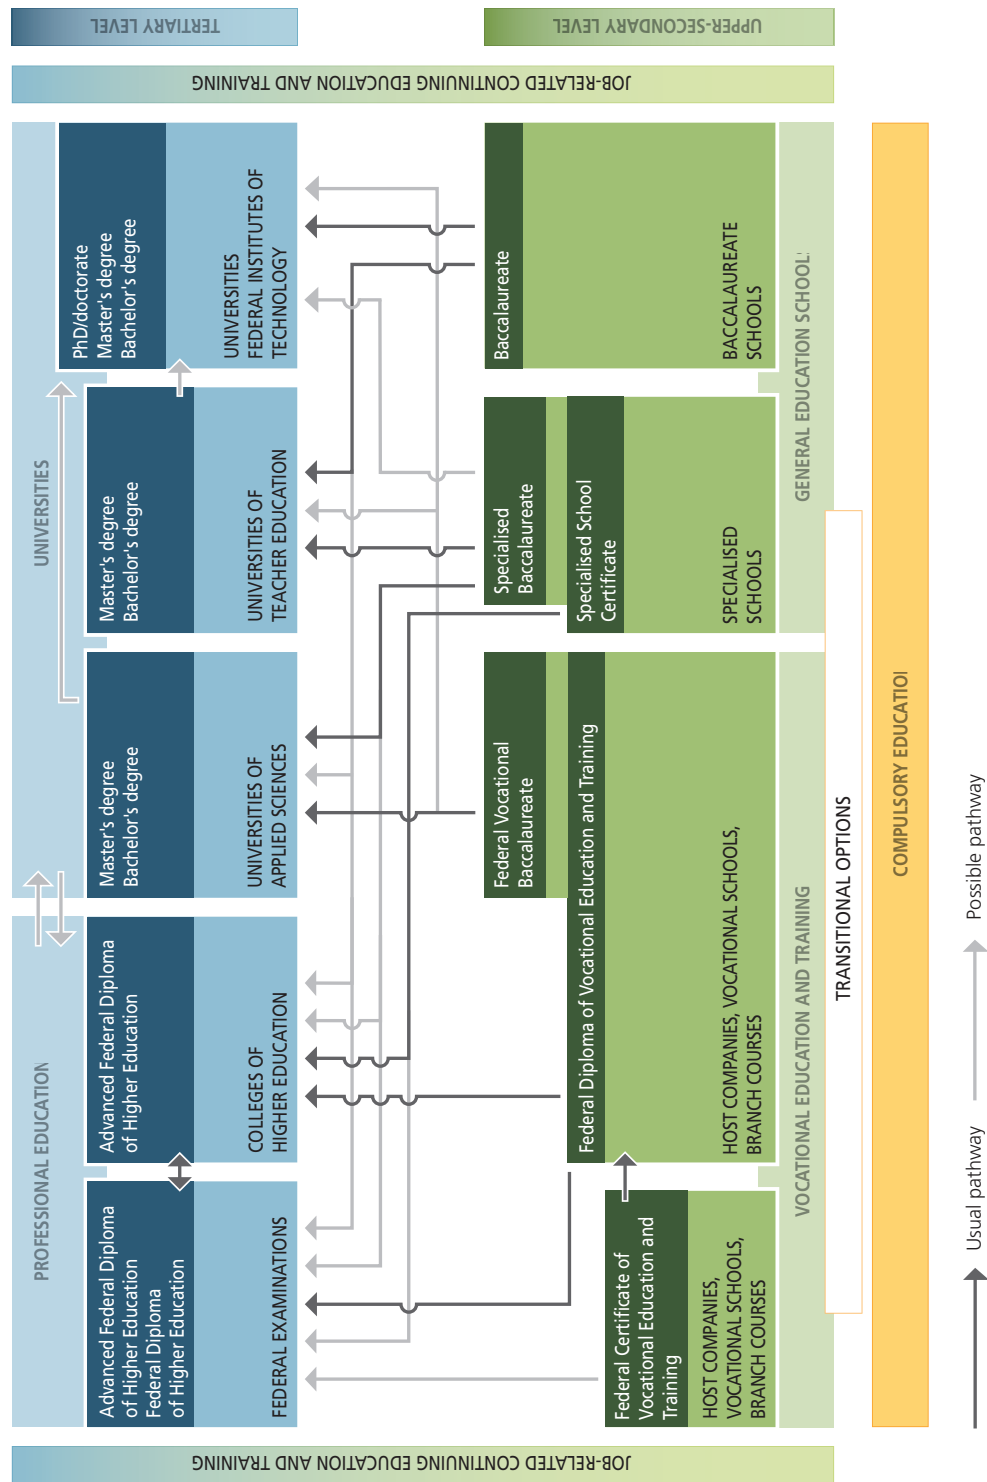 TERTIARY LEVEL
UPPER-SECONDARY LEVEL
JOB-RELATED CONTINUING EDUCATION AND TRAINING
PROFESSIONAL EDUCATION
UNIVERSITIES
Advanced Federal Diploma
of Higher Education
Federal Diploma
of Higher Education
FEDERAL EXAMINATIONS
Advanced Federal Diploma
of Higher Education
COLLEGES OF
HIGHER EDUCATION
Master's degree
Bachelor's degree
UNIVERSITIES OF
APPLIED SCIENCES
Master's degree
Bachelor's degree
UNIVERSITIES OF
TEACHER EDUCATION
PhD/doctorate
Master's degree
Bachelor's degree
UNIVERSITIES
FEDERAL INSTITUTES OF
TECHNOLOGY
Federal Certificate of
Vocational Education and
Training
HOST COMPANIES,
VOCATIONAL SCHOOLS,
BRANCH COURSES
Federal Vocational
Baccalaureate
Federal Diploma of Vocational Education and Training
HOST COMPANIES, VOCATIONAL SCHOOLS,
BRANCH COURSES
Specialised
Baccalaureate
Specialised School
Certificate
SPECIALISED
SCHOOLS
Baccalaureate
BACCALAUREATE
SCHOOLS
VOCATIONAL EDUCATION AND TRAINING
GENERAL EDUCATION SCHOOL
TRANSITIONAL OPTIONS
COMPULSORY EDUCATIO
JOB-RELATED CONTINUING EDUCATION AND TRAINING
Usual pathway
Possible pathway